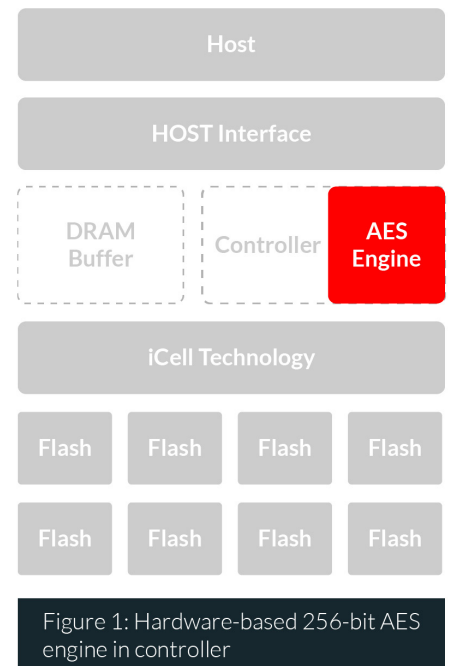 Host
HOST Interface
DRAM
Buffer
Controller
AES
Engine
iCell Technology
Flash Flash Flash Flash
Flash Flash Flash Flash
Figure 1: Hardware-based 256-bit AES
engine in controller